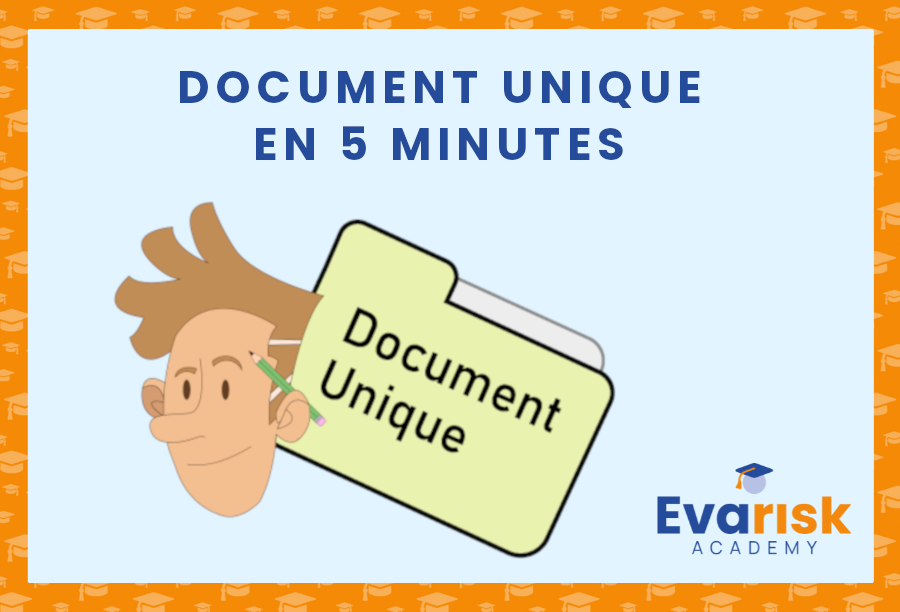 DOCUMENT UNIQUE
EN 5 MINUTES
Document
Unique
Evarisk
ACADEMY